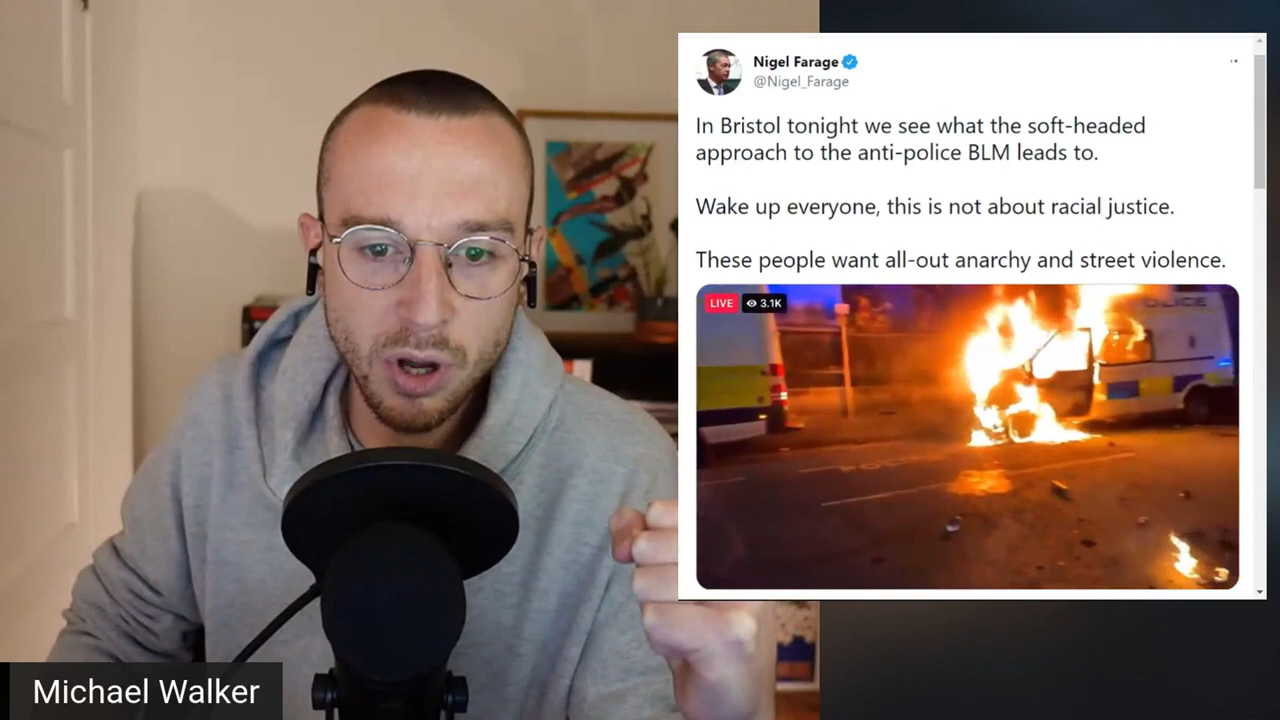 Nigel Farage
@Nigel_Farage
In Bristol tonight we see what the soft-headed
approach to the anti-police BLM leads to.
Wake up everyone, this is not about racial justice.
These people want all-out anarchy and street violence.
LIVE 3.1K
POLICE
Michael Walker